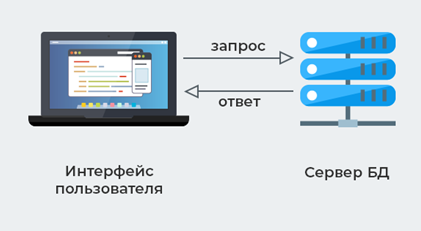 запрос
ответ
Интерфейс
пользователя
Сервер БД